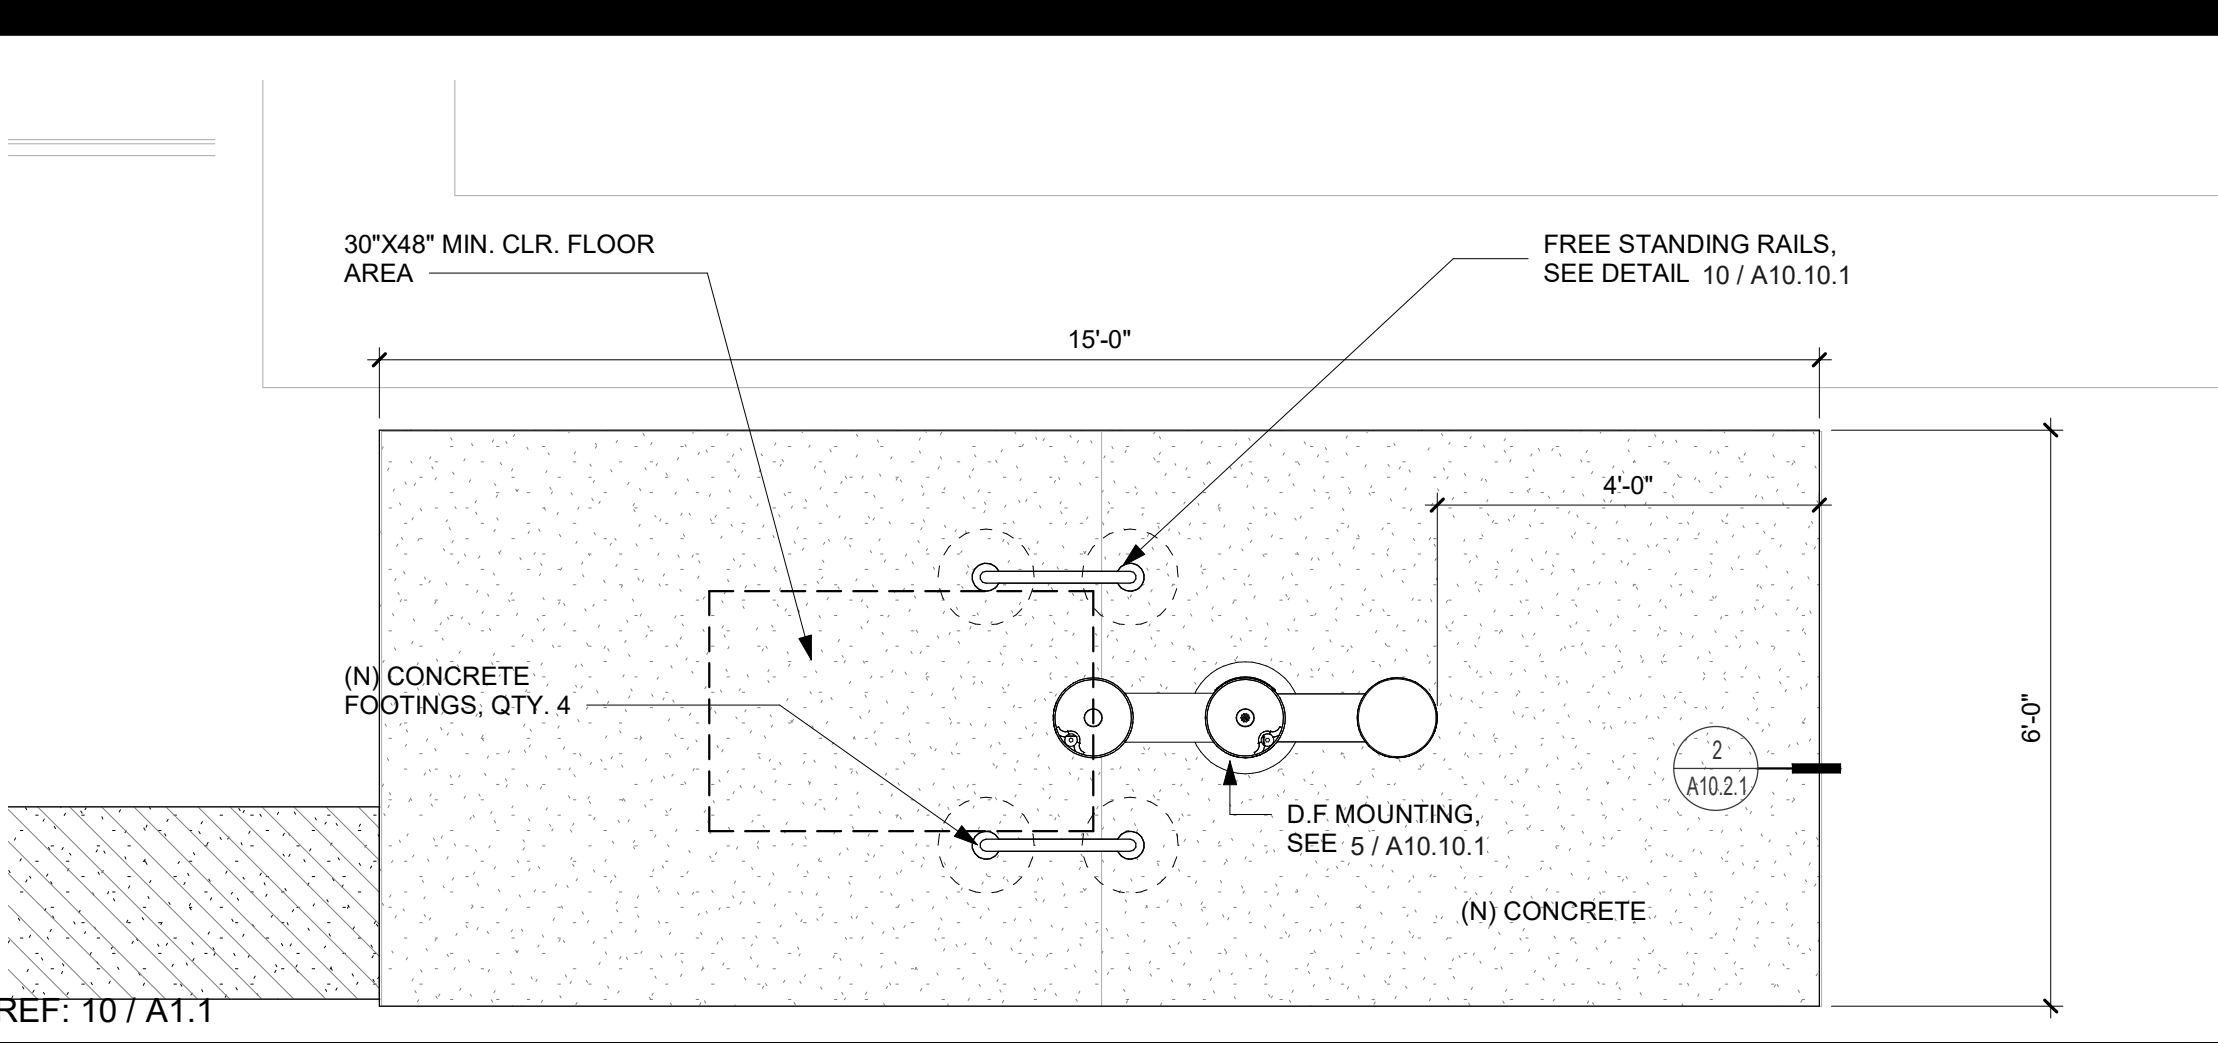 30"X48" MIN. CLR. FLOOR
AREA
FREE STANDING RAILS,
SEE DETAIL 10 / A10.10.1
15'-0"
4'-0"
(N) CONCRETE
FOOTINGS, QTY. 4
6'-0"
2
A10.2.1
D.F MOUNTING,
SEE 5 / A10.10.1
(N) CONCRETE
REF: 10 / A1.1